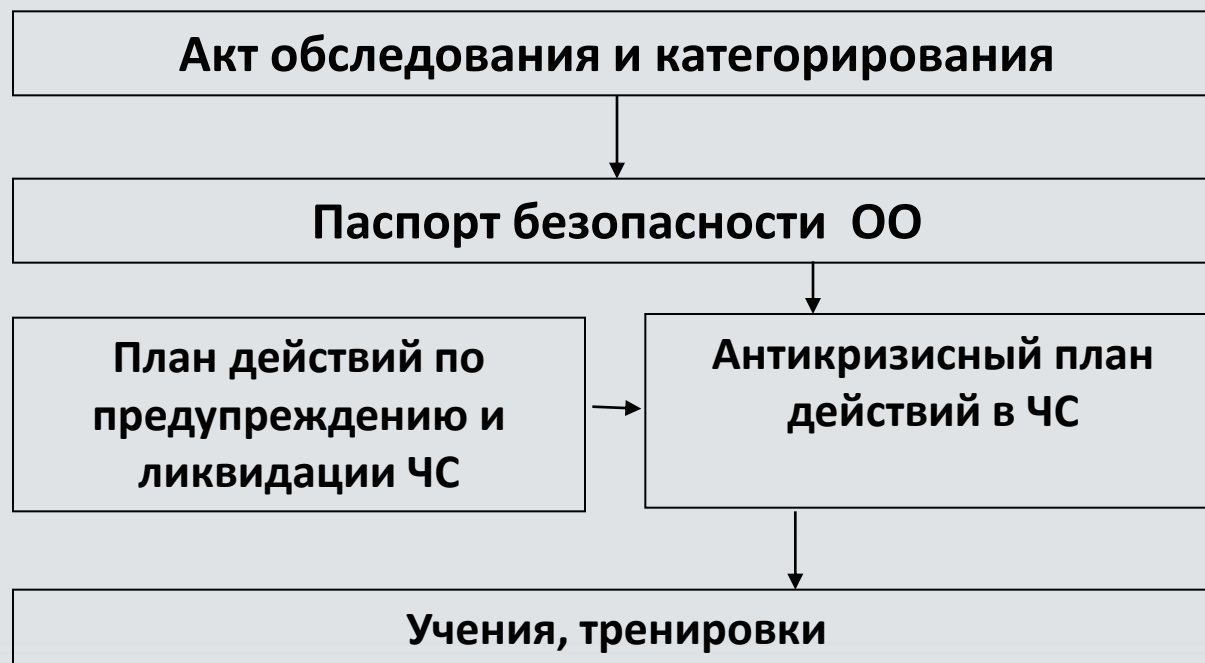 Акт обследования и категорирования
Паспорт безопасности ОО
План действий по
предупреждению и
ликвидации ЧС
Антикризисный план
действий в ЧС
Учения, тренировки